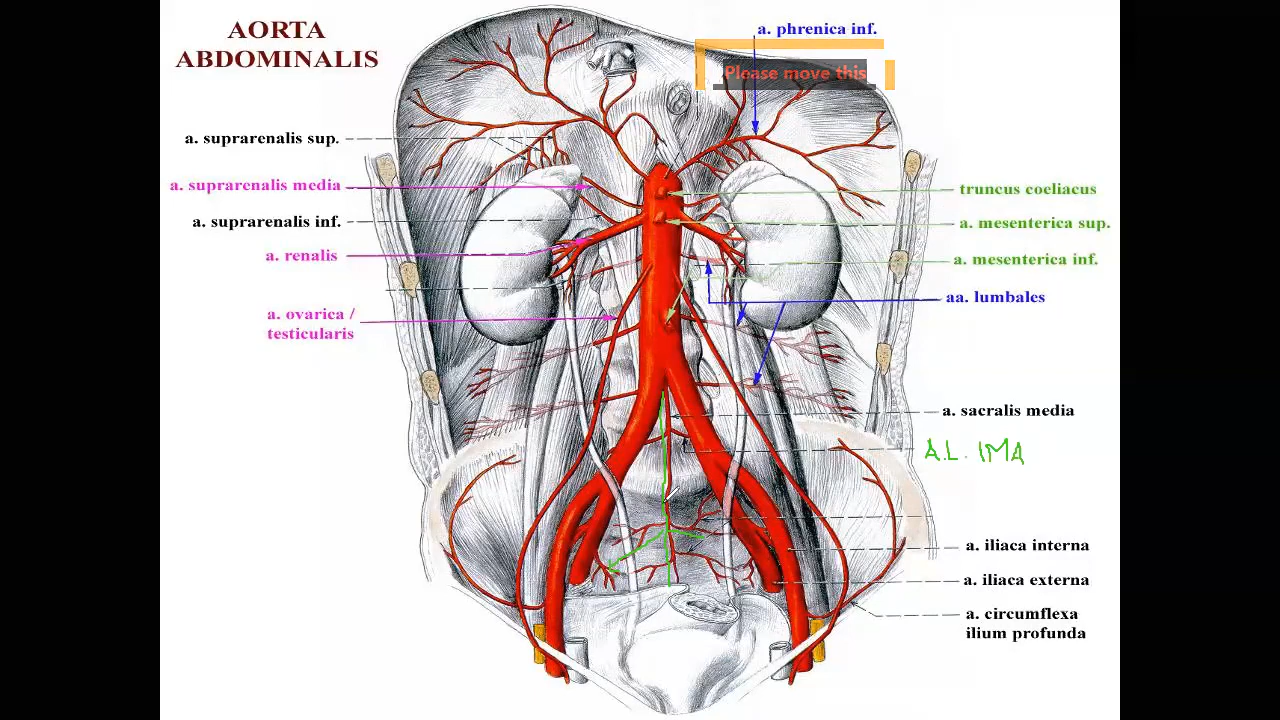 AORTA
ABDOMINALIS
a. phrenica inf.
Please move this
a. suprarenalis sup.
a. suprarenalis media
a. suprarenalis inf.
a. renalis
a. ovarica /
testicularis
truncus coeliacus
a. mesenterica sup.
a. mesenterica inf.
aa. lumbales
a. sacralis media
A.L. IMA
a. iliaca interna
a. iliaca externa
a. circumflexa
ilium profunda